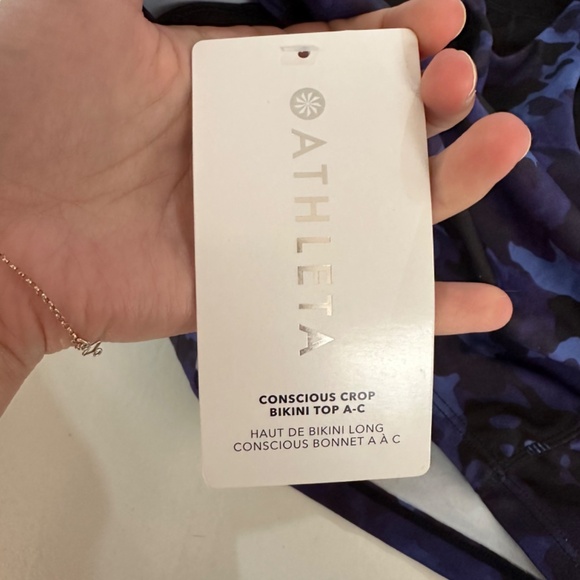 ATHLETA
CONSCIOUS CROP
BIKINI TOP A-C
HAUT DE BIKINI LONG
CONSCIOUS BONNET A À C